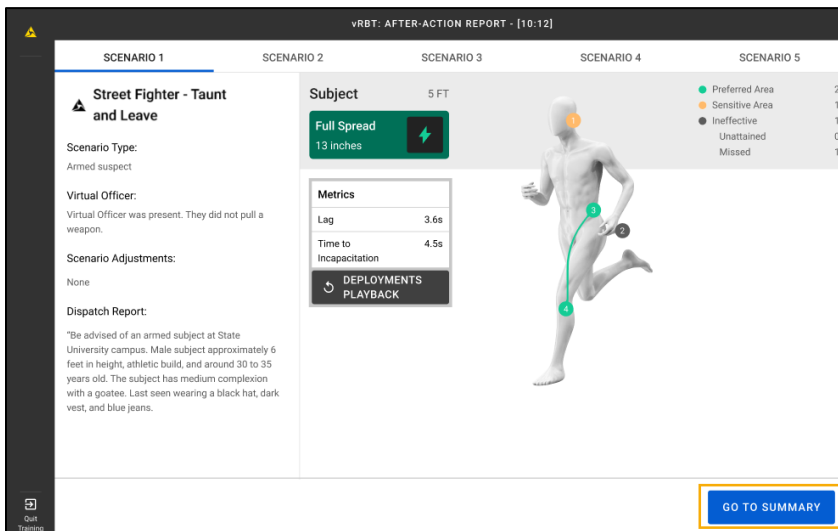 vRBT: AFTER-ACTION REPORT - [10:12]
SCENARIO 1
SCENARIO 2
SCENARIO 3
SCENARIO 4
SCENARIO 5
Street Fighter - Taunt
and Leave
Scenario Type:
Armed suspect
Virtual Officer:
Virtual Officer was present. They did not pull a
weapon.
Scenario Adjustments:
None
Dispatch Report:
"Be advised of an armed subject at State
University campus. Male subject approximately 6
feet in height, athletic build, and around 30 to 35
years old. The subject has medium complexion
with a goatee. Last seen wearing a black hat, dark
vest, and blue jeans.
Subject 5 FT
Full Spread
13 inches
Metrics
Lag 3.6s
Time to 4.5s
Incapacitation
DEPLOYMENTS
PLAYBACK
1
3
2
4
Preferred Area 2
Sensitive Area 1
Ineffective 1
Unattained 0
Missed 1
Quit
Training
GO TO SUMMARY